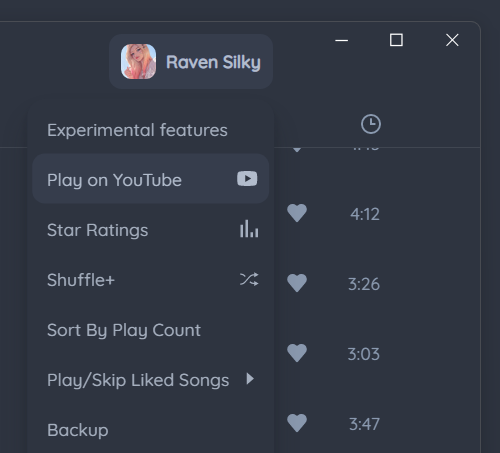 Raven Silky
Experimental features
Play on YouTube
Star Ratings
4:12
Shuffle+
3:26
Sort By Play Count
3:03
Play/Skip Liked Songs
3:47
Backup